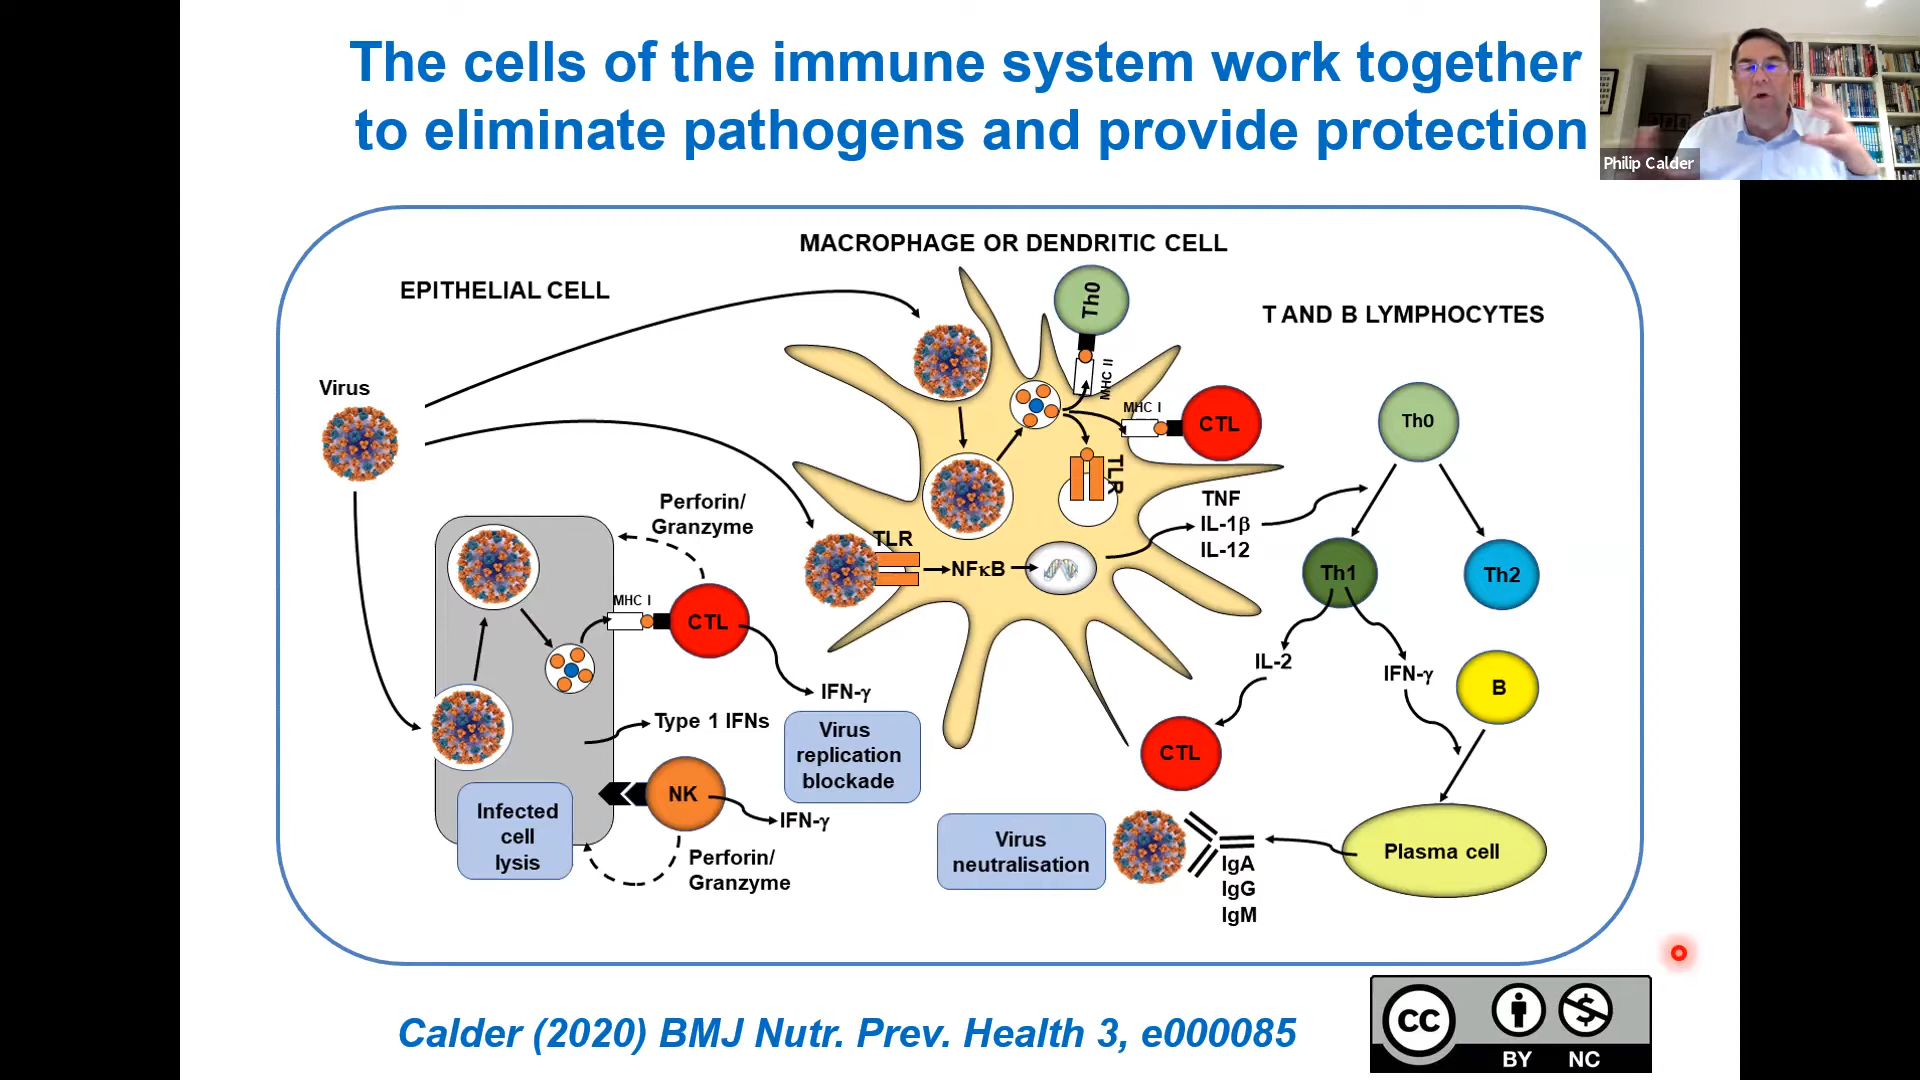 The cells of the immune system work together
to eliminate pathogens and provide protection
Philip Calder
MACROPHAGE OR DENDRITIC CELL
EPITHELIAL CELL
T AND B LYMPHOCYTES
Th0
MHC II
Virus
MHC I
CTL
Th0
TLR
TNF
IL-1β
IL-12
Perforin/
Granzyme
TLR
NFκB
Th1
Th2
MHC I
CTL
IL-2
IFN-γ
B
IFN-γ
Type 1 IFNs
Virus
replication
blockade
CTL
NK
IFN-γ
Infected
cell
lysis
Perforin/
Granzyme
Virus
neutralisation
IgA
IgG
IgM
Plasma cell
Calder (2020) BMJ Nutr. Prev. Health 3, e000085
CC
BY NC